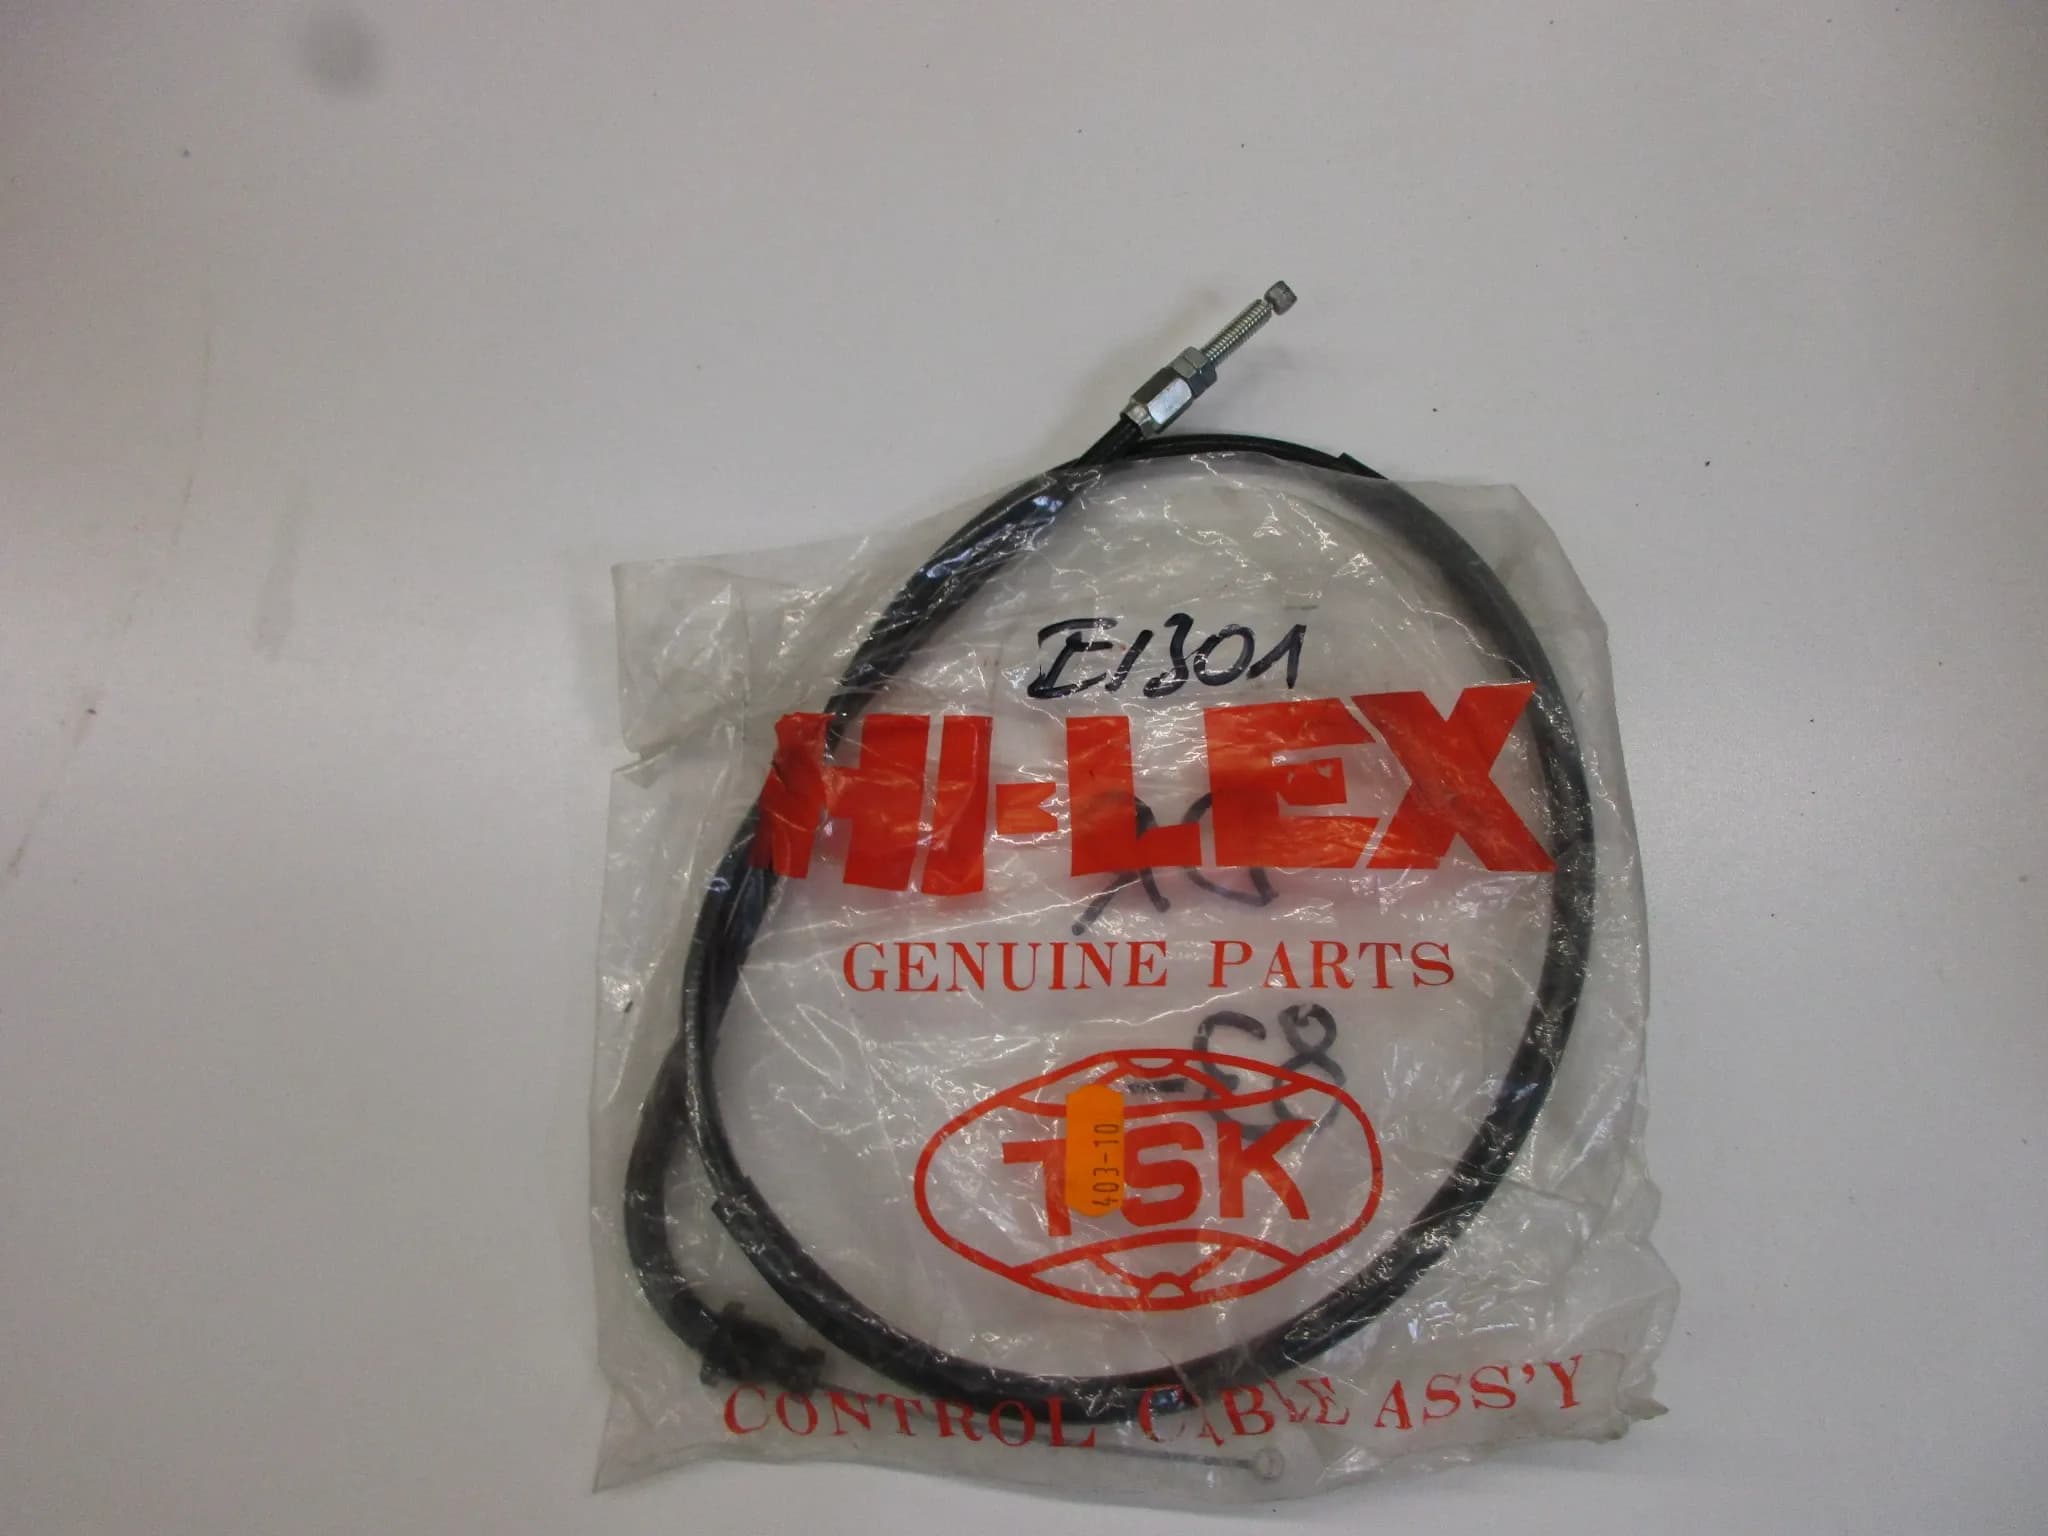 E1301
HI-LEX
GENUINE PARTS
TSK
403-10
CONTROL CABLE ASS'Y